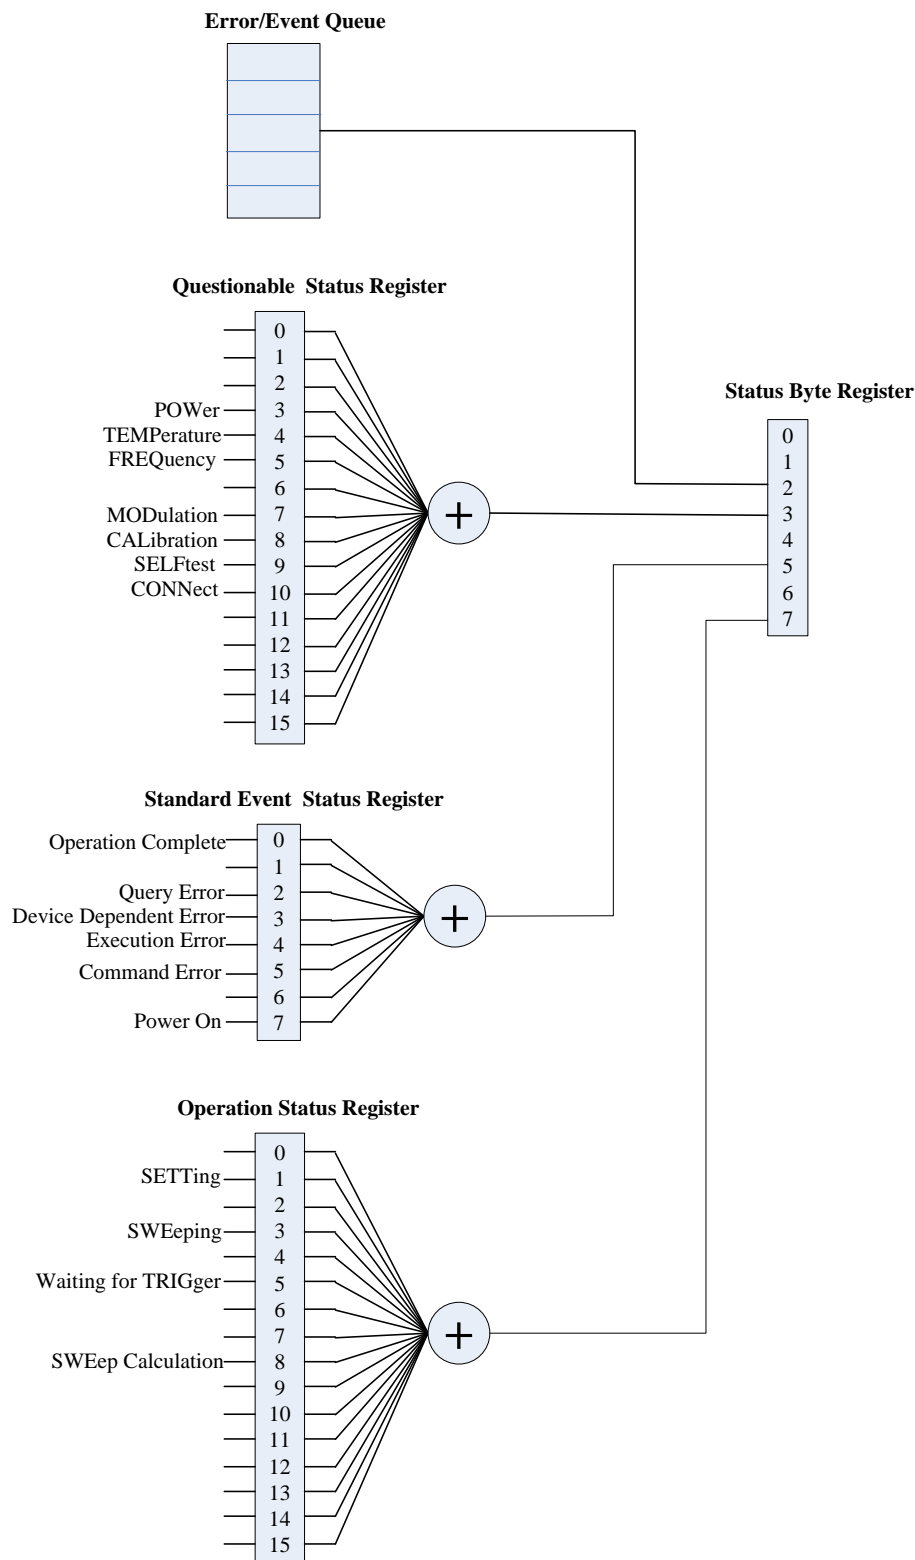 Error/Event Queue
Questionable Status Register
0
1
2
POWer 3
TEMPerature 4
FREQuency 5
6
MODulation 7
CALibration 8
SELFtest 9
CONNect 10
11
12
13
14
15
+
Status Byte Register
0
1
2
3
4
5
6
7
Standard Event Status Register
Operation Complete 0
1
Query Error 2
Device Dependent Error 3
Execution Error 4
Command Error 5
6
Power On 7
+
Operation Status Register
0
SETTing 1
2
SWEeping 3
4
Waiting for TRIGger 5
6
7
SWEep Calculation 8
9
10
11
12
13
14
15
+